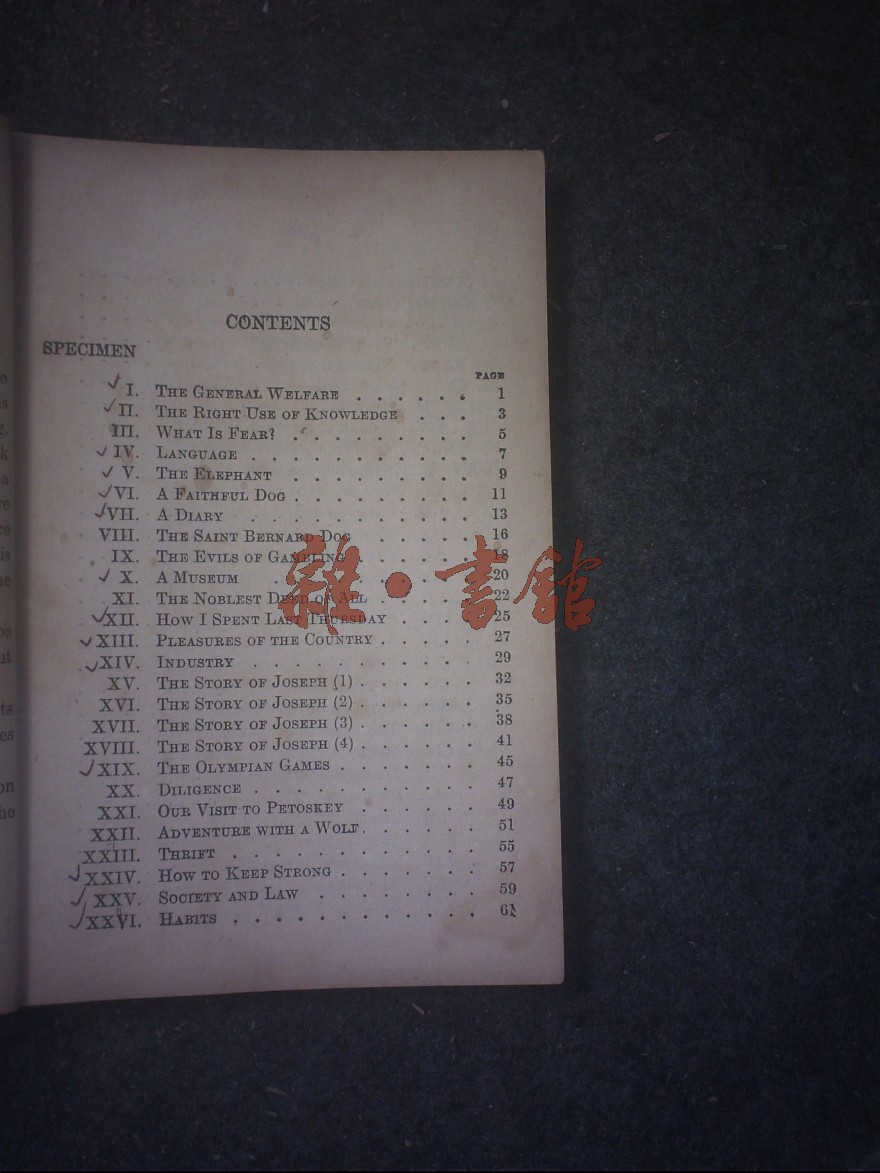 CONTENTS
SPECIMEN
PAGE
I. THE GENERAL WELFARE . . . . . . 1
II. THE RIGHT USE OF KNOWLEDGE . . . 3
III. WHAT IS FEAR? . . . . . . . . . 5
IV. LANGUAGE . . . . . . . . . . . 7
V. THE ELEPHANT . . . . . . . . . 9
VI. A FAITHFUL DOG . . . . . . . . . 11
VII. A DIARY . . . . . . . . . . . 13
VIII. THE SAINT BERNARD DOG . . . . . 16
IX. THE EVILS OF GAMBLING . . . . . . 18
X. A MUSEUM . . . . . . . . . . 20
XI. THE NOBLEST DEED OF ALL . . . . . 22
XII. HOW I SPENT LAST THURSDAY . . . . 25
XIII. PLEASURES OF THE COUNTRY . . . . . 27
XIV. INDUSTRY . . . . . . . . . . . 29
XV. THE STORY OF JOSEPH (1) . . . . . . 32
XVI. THE STORY OF JOSEPH (2) . . . . . . 35
XVII. THE STORY OF JOSEPH (3) . . . . . . 38
XVIII. THE STORY OF JOSEPH (4) . . . . . . 41
XIX. THE OLYMPIAN GAMES . . . . . . . 45
XX. DILIGENCE . . . . . . . . . . . 47
XXI. OUR VISIT TO PETOSKEY . . . . . . 49
XXII. ADVENTURE WITH A WOLF . . . . . . 51
XXIII. THRIFT . . . . . . . . . . . . 55
XXIV. HOW TO KEEP STRONG . . . . . . . 57
XXV. SOCIETY AND LAW . . . . . . . . 59
XXVI. HABITS . . . . . . . . . . . . 61
雜·書館